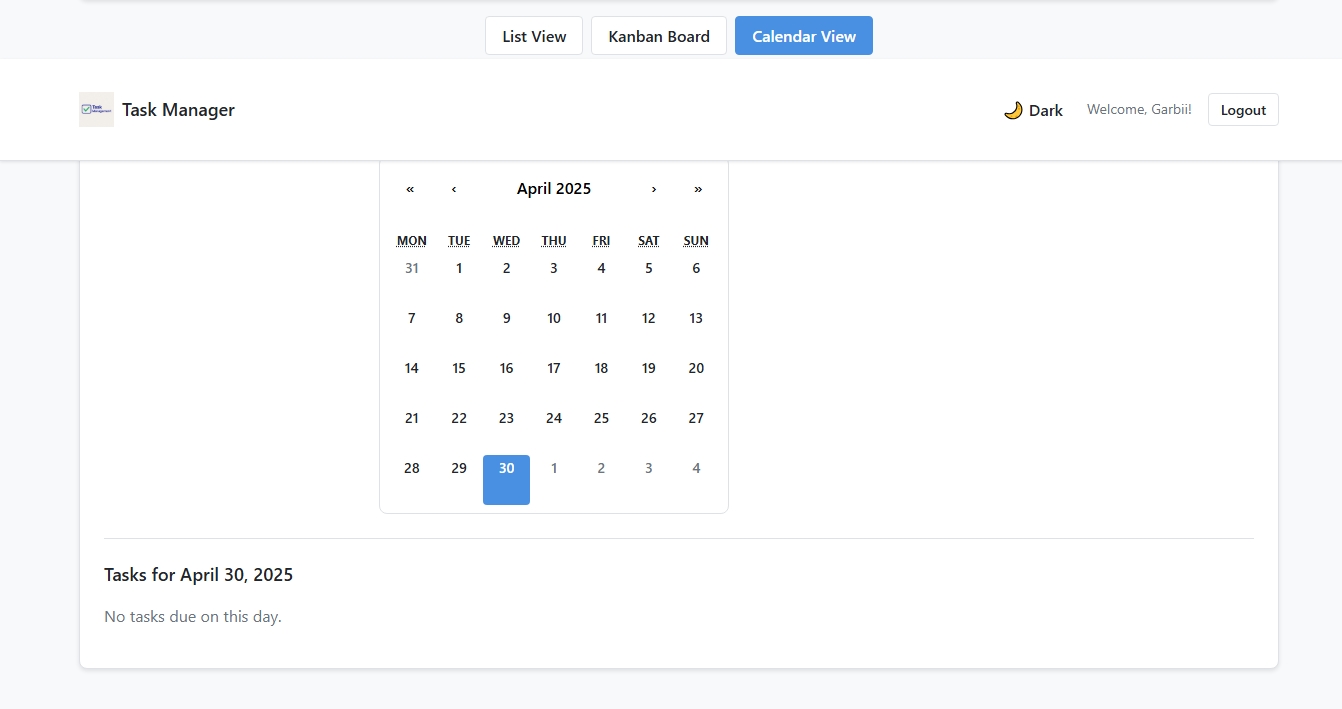 List View Kanban Board Calendar View
Task Manager 🌙 Dark Welcome, Garbii! Logout
« ‹ April 2025 › »
MON TUE WED THU FRI SAT SUN
31 1 2 3 4 5 6
7 8 9 10 11 12 13
14 15 16 17 18 19 20
21 22 23 24 25 26 27
28 29 30 1 2 3 4
Tasks for April 30, 2025
No tasks due on this day.